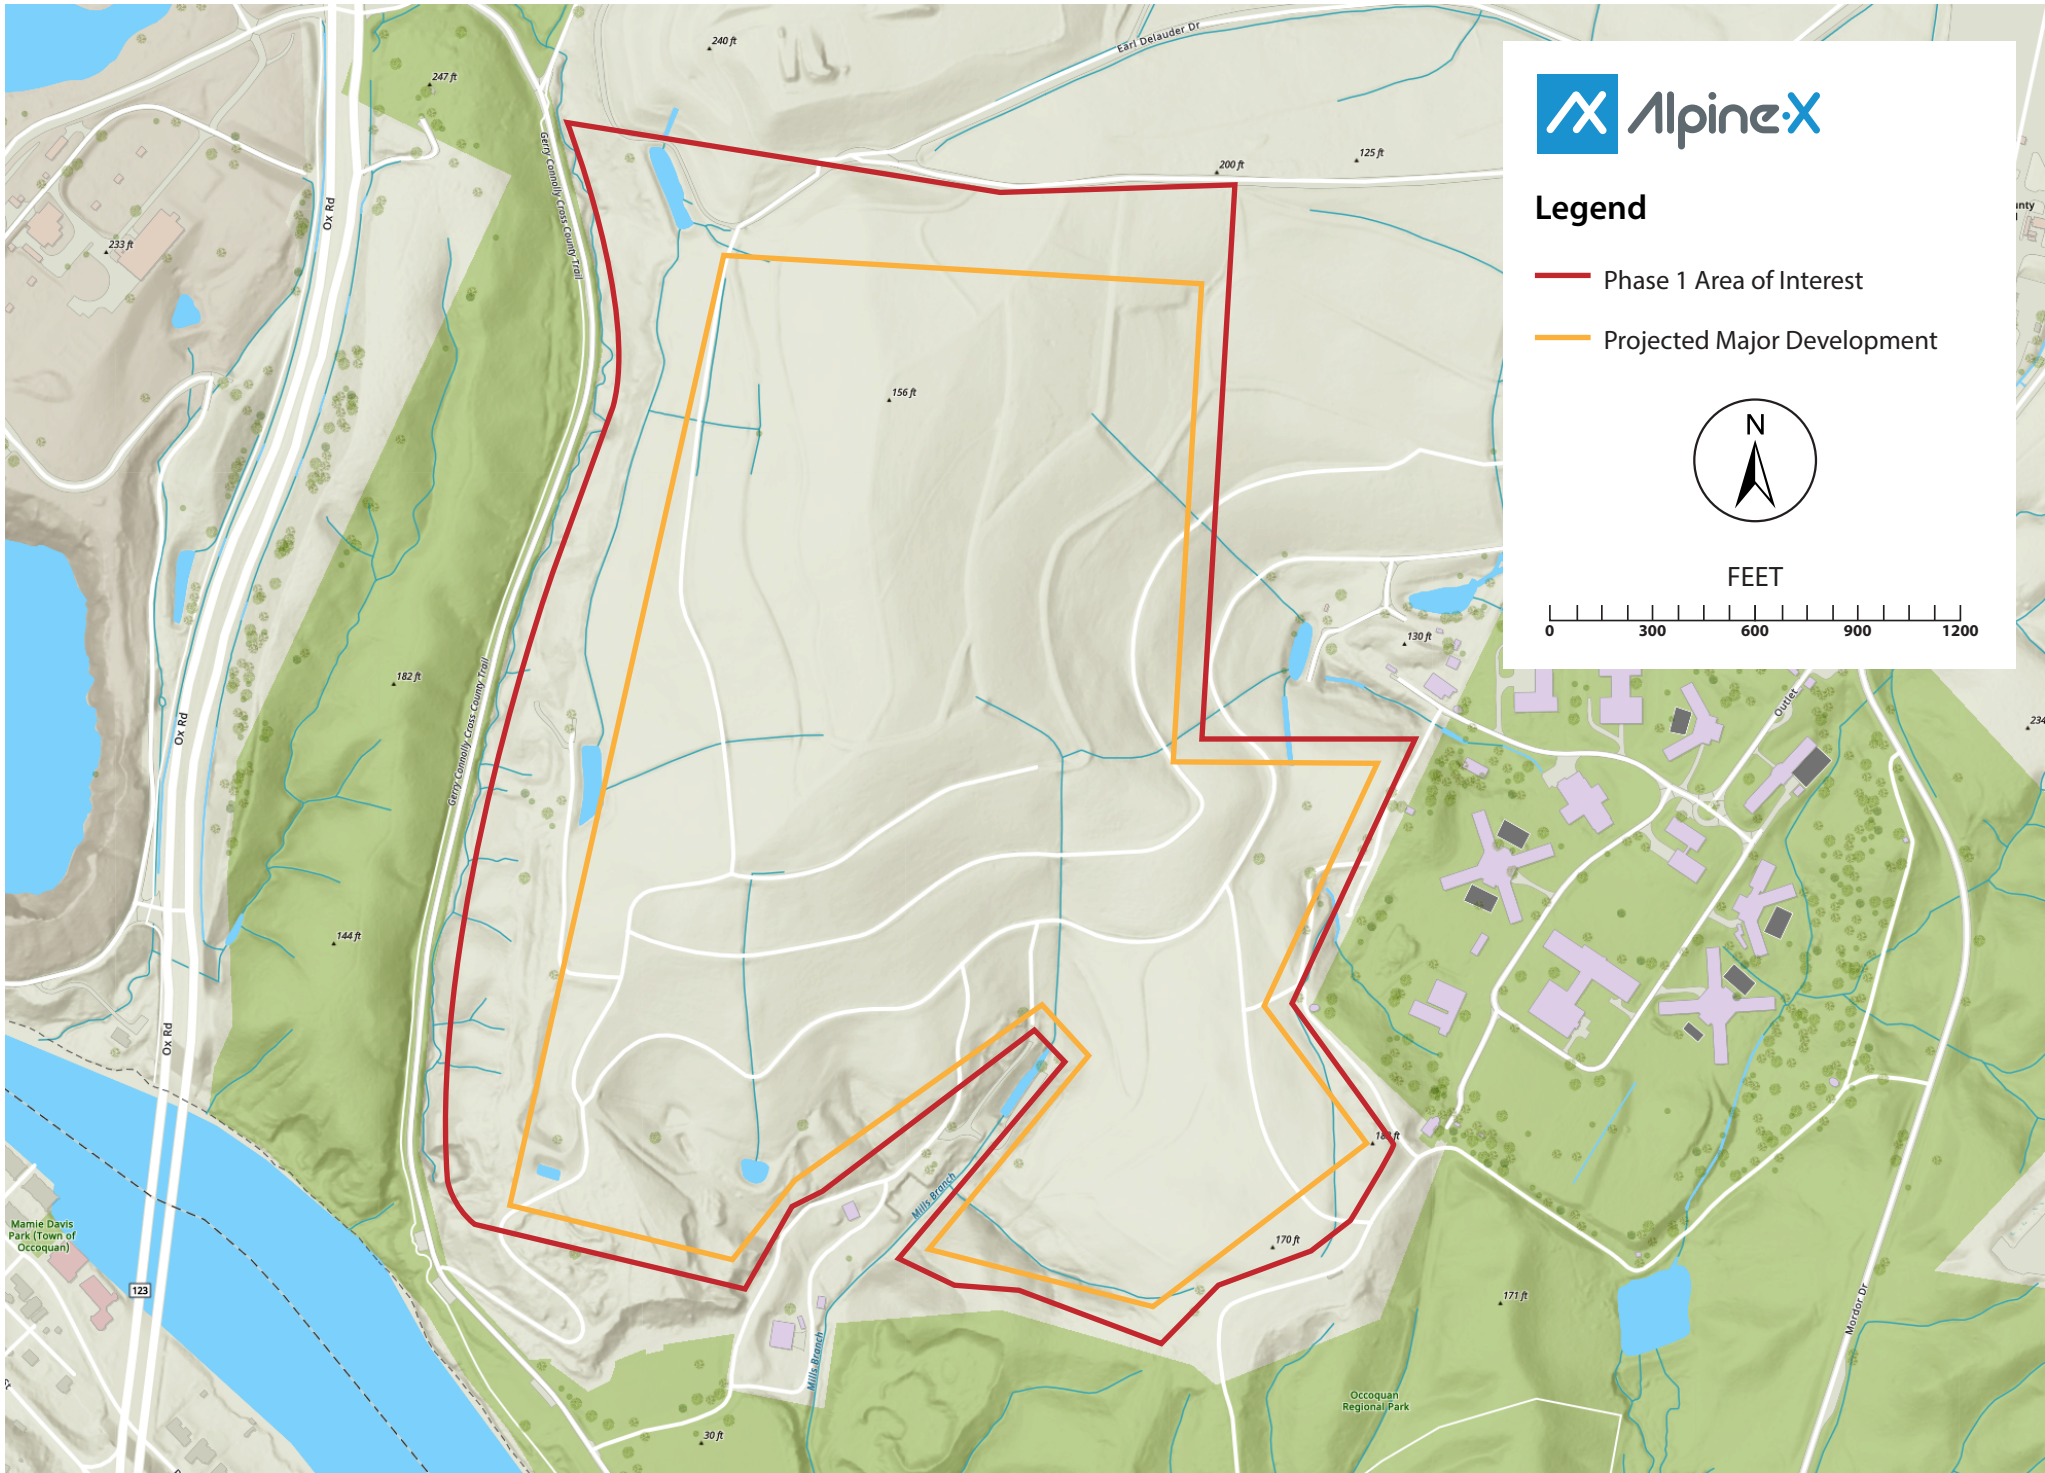 240 ft
Earl Delauder Dr
247 ft
Alpine-X
Legend
Phase 1 Area of Interest
Projected Major Development
N
FEET
0 300 600 900 1200
Gerry Connolly Cross County Trail
125 ft
200 ft
Ox Rd
233 ft
156 ft
130 ft
182 ft
Gerry Connolly Cross County Trail
Outlet
234
Ox Rd
144 ft
Ox Rd
Mills Branch
170 ft
Mamie Davis
Park (Town of
Occoquan)
123
171 ft
Mordor Dr
Mills Branch
Occoquan
Regional Park
30 ft